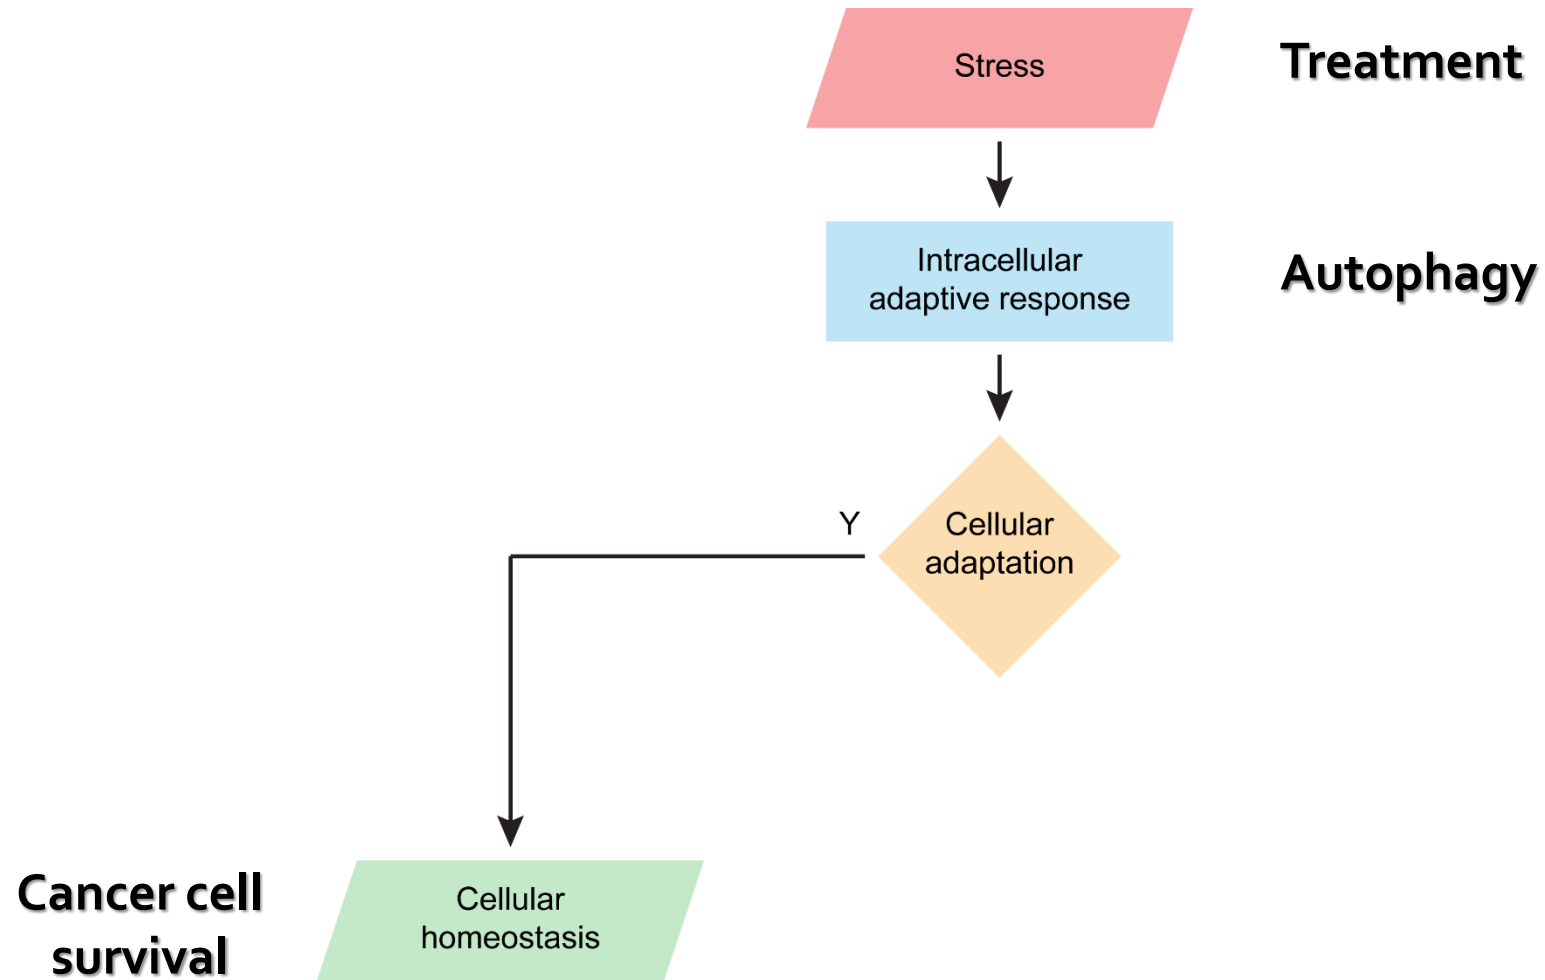 Stress
Treatment
Intracellular
adaptive response
Autophagy
Y
Cellular
adaptation
Cancer cell
survival
Cellular
homeostasis